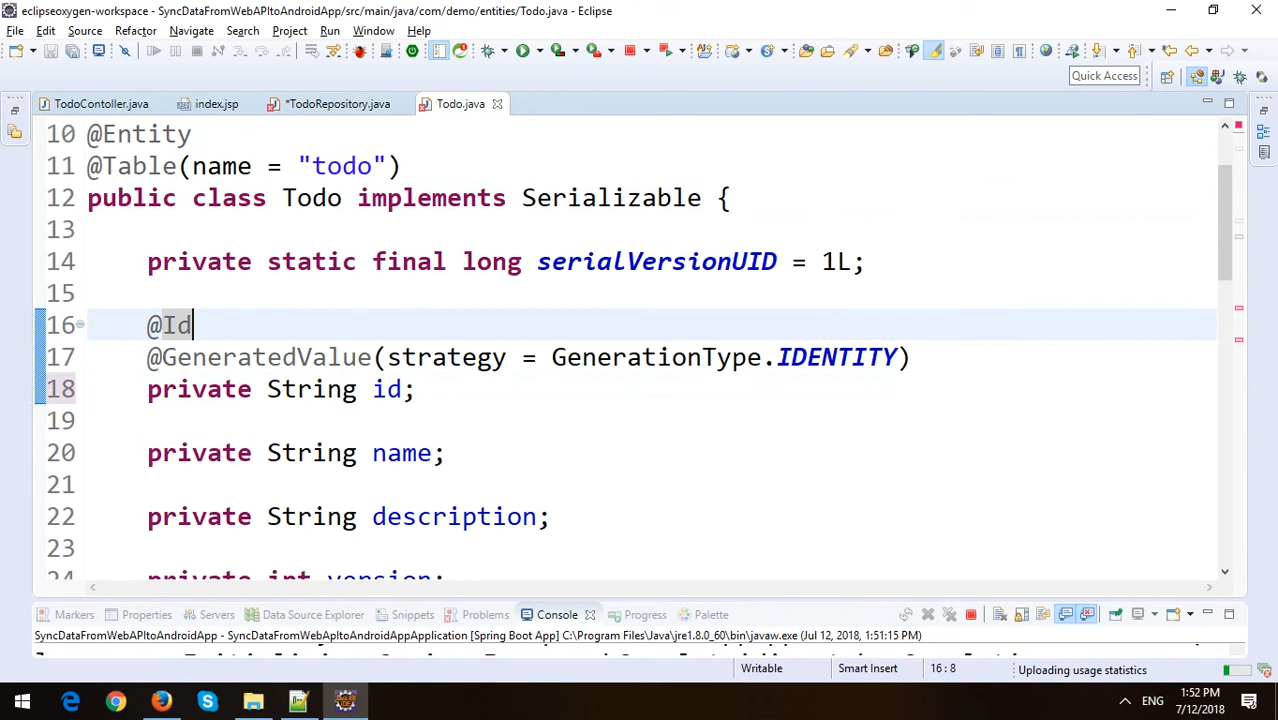 eclipseoxygen-workspace - SyncDataFromWebAPItoAndroidApp/src/main/java/com/demo/entities/Todo.java - Eclipse
File Edit Source Refactor Navigate Search Project Run Window Help
Quick Access
TodoContoller.java index.jsp *TodoRepository.java Todo.java
10 @Entity
11 @Table(name = "todo")
12 public class Todo implements Serializable {
13
14 private static final long serialVersionUID = 1L;
15
16 @Id
17 @GeneratedValue(strategy = GenerationType.IDENTITY)
18 private String id;
19
20 private String name;
21
22 private String description;
23
24 private int version;
Markers Properties Servers Data Source Explorer Snippets Problems Console Progress Palette
SyncDataFromWebAPItoAndroidApp - SyncDataFromWebAPItoAndroidAppApplication [Spring Boot App] C:\Program Files\Java\jre1.8.0_60\bin\javaw.exe (Jul 12, 2018, 1:51:15 PM)
Writable Smart Insert 16 : 8 Uploading usage statistics
ENG 1:52 PM
7/12/2018